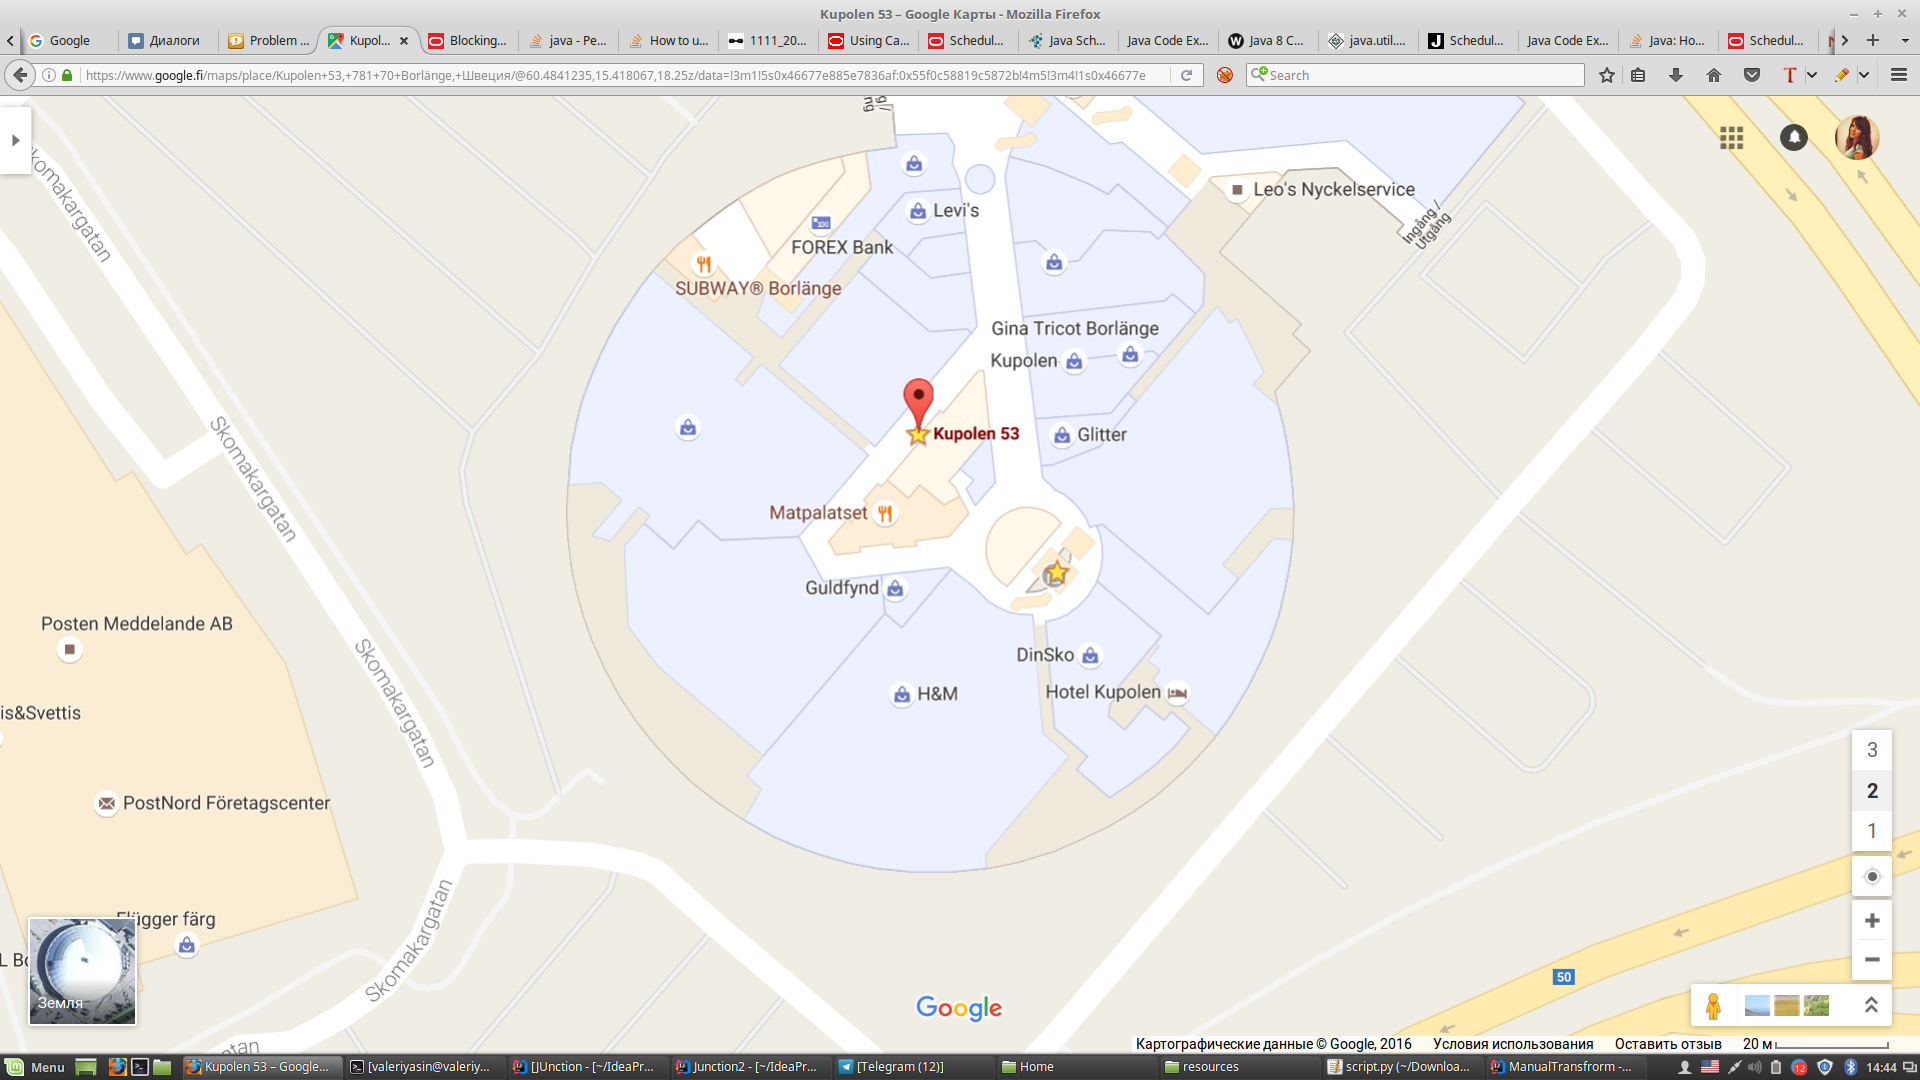 Kupolen 53 – Google Карты - Mozilla Firefox
Google
Диалоги
Problem ...
Kupol...
Blocking...
java - Pe...
How to u...
1111_20...
Using Ca...
Schedul...
Java Sch...
Java Code Ex...
Java 8 C...
java.util....
Schedul...
Java Code Ex...
Java: Ho...
Schedul...
https://www.google.fi/maps/place/Kupolen+53,+781+70+Borlänge,+Швеция/@60.4841235,15.418067,18.25z/data=!3m1!5s0x46677e885e7836af:0x55f0c58819c5872b!4m5!3m4!1s0x46677e
Search
Skomakargatan
Levi's
Leo's Nyckelservice
Ingång /
Utgång
100
FOREX Bank
SUBWAY® Borlänge
Gina Tricot Borlänge
Kupolen
Kupolen 53
Glitter
Skomakargatan
Matpalatset
Guldfynd
Posten Meddelande AB
DinSko
Skomakargatan
Hotel Kupolen
H&M
is&Svettis
3
2
1
PostNord Företagscenter
Flügger färg
Skomakargatan
50
Земля
Google
Картографические данные © Google, 2016
Условия использования
Оставить отзыв
20 м
Menu
Kupolen 53 – Google...
[valeriyasin@valeriy...
[JUnction - [~/IdeaPr...
Junction2 - [~/IdeaPr...
[Telegram (12)]
Home
resources
script.py (~/Downloa...
ManualTransfrorm -...
12
14:44